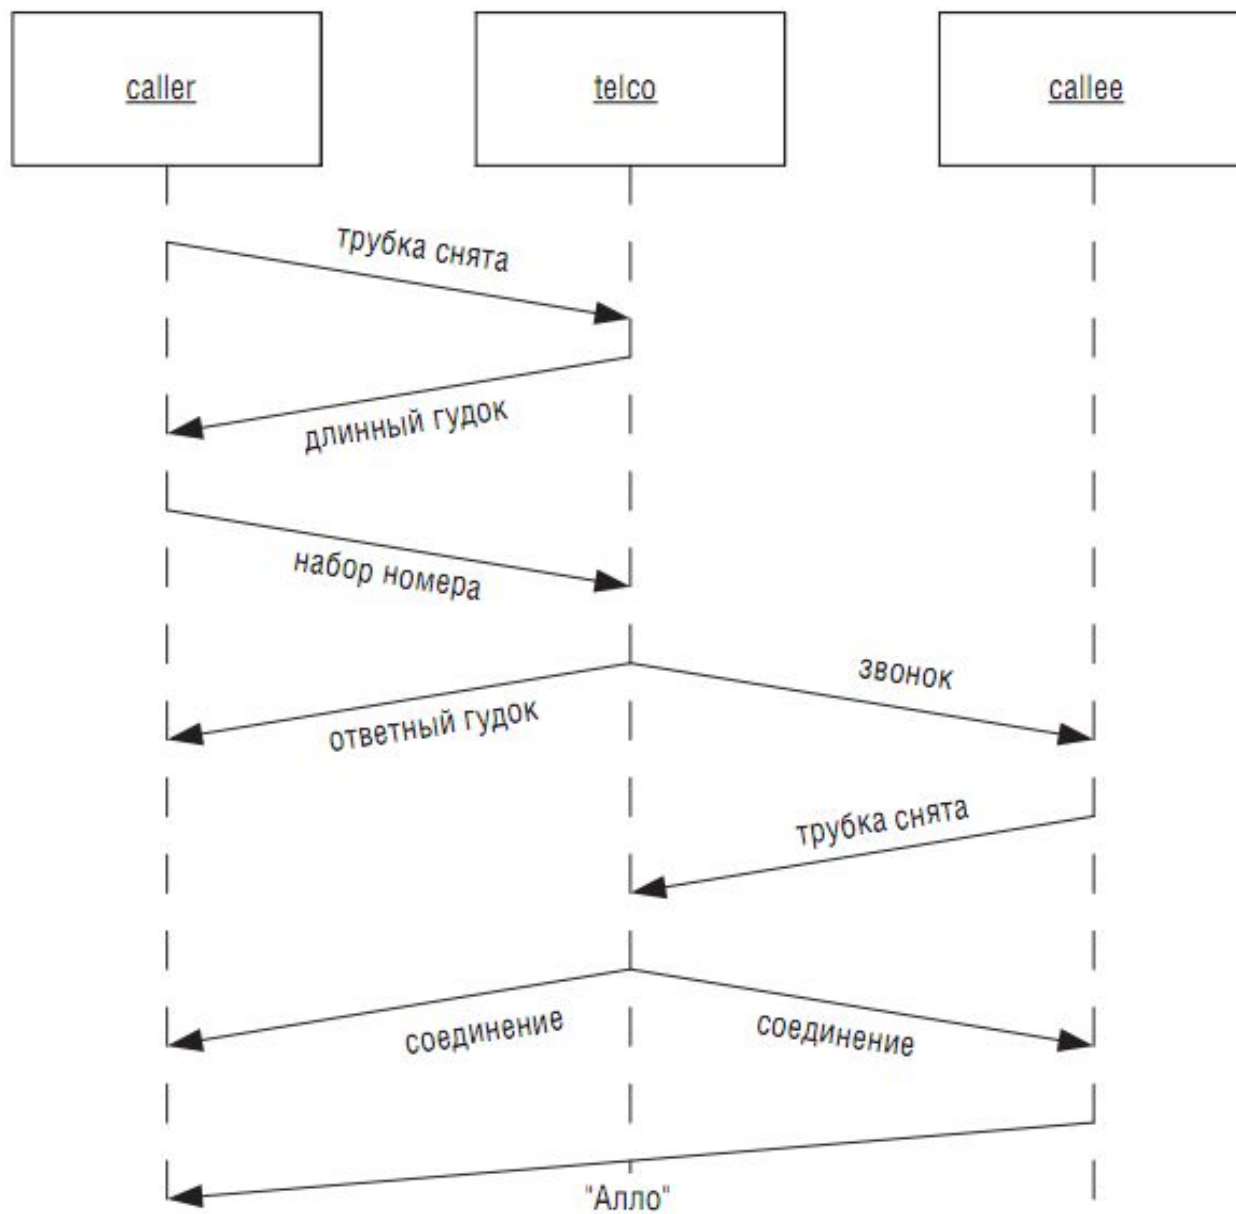 caller
telco
callee
трубка снята
длинный гудок
набор номера
звонок
ответный гудок
трубка снята
соединение
соединение
"Алло"